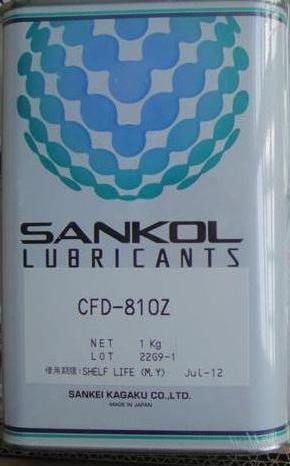 SANKOL
LUBRICANTS
CFD-810Z
NET 1 Kg
LOT 22G9-1
使用期限:SHELF LIFE (M.Y) Jul-12
SANKEI KAGAKU CO.,LTD.
MADE IN JAPAN